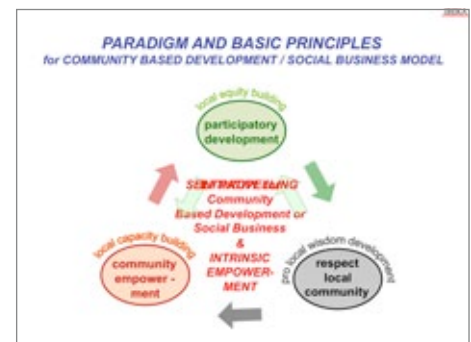 PARADIGM AND BASIC PRINCIPLES
for COMMUNITY BASED DEVELOPMENT / SOCIAL BUSINESS MODEL
local equity building
participatory
development
Community
Based Development or
Social Business
&
INTRINSIC
EMPOWER-
MENT
local capacity building
community
empower -
ment
pro local wisdom development
respect
local
community